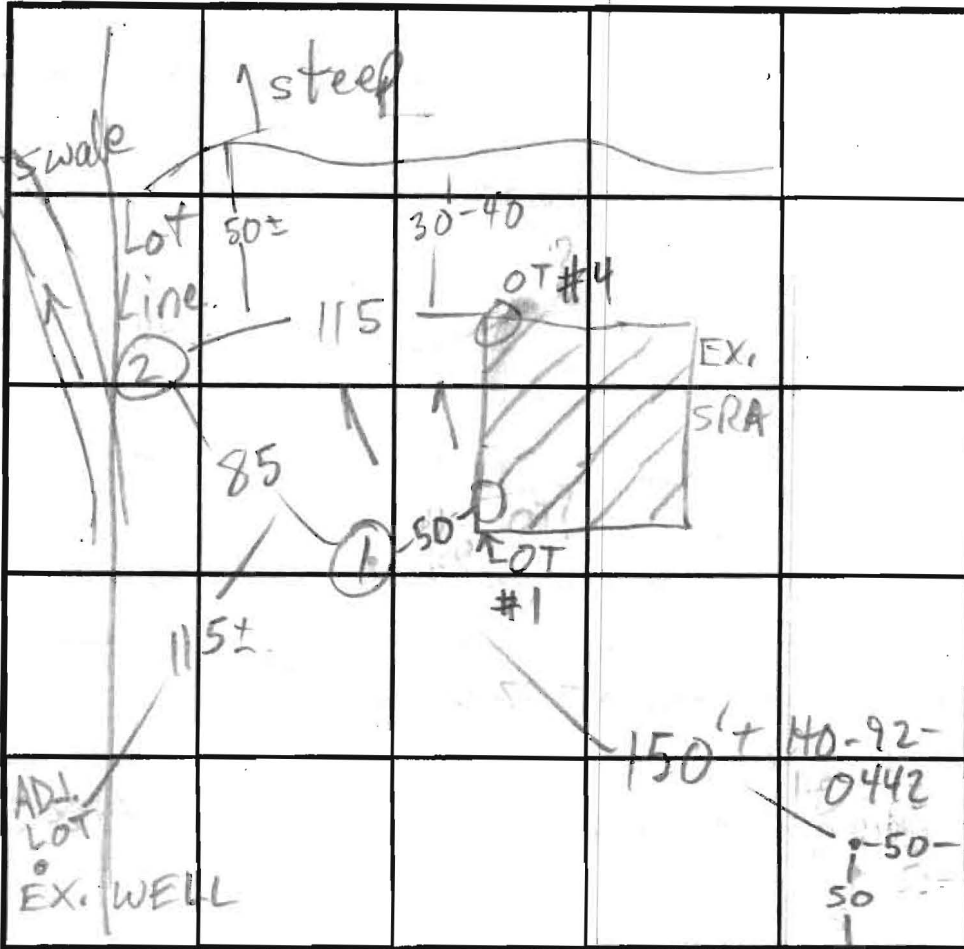 steep
swale
Lot
Line
50±
30-40
OT #4
115
2
EX.
SRA
85
1
-50
LOT
#1
115±
150'+
HO-92-
0442
-50-
50
ADJ.
LOT
EX. WELL